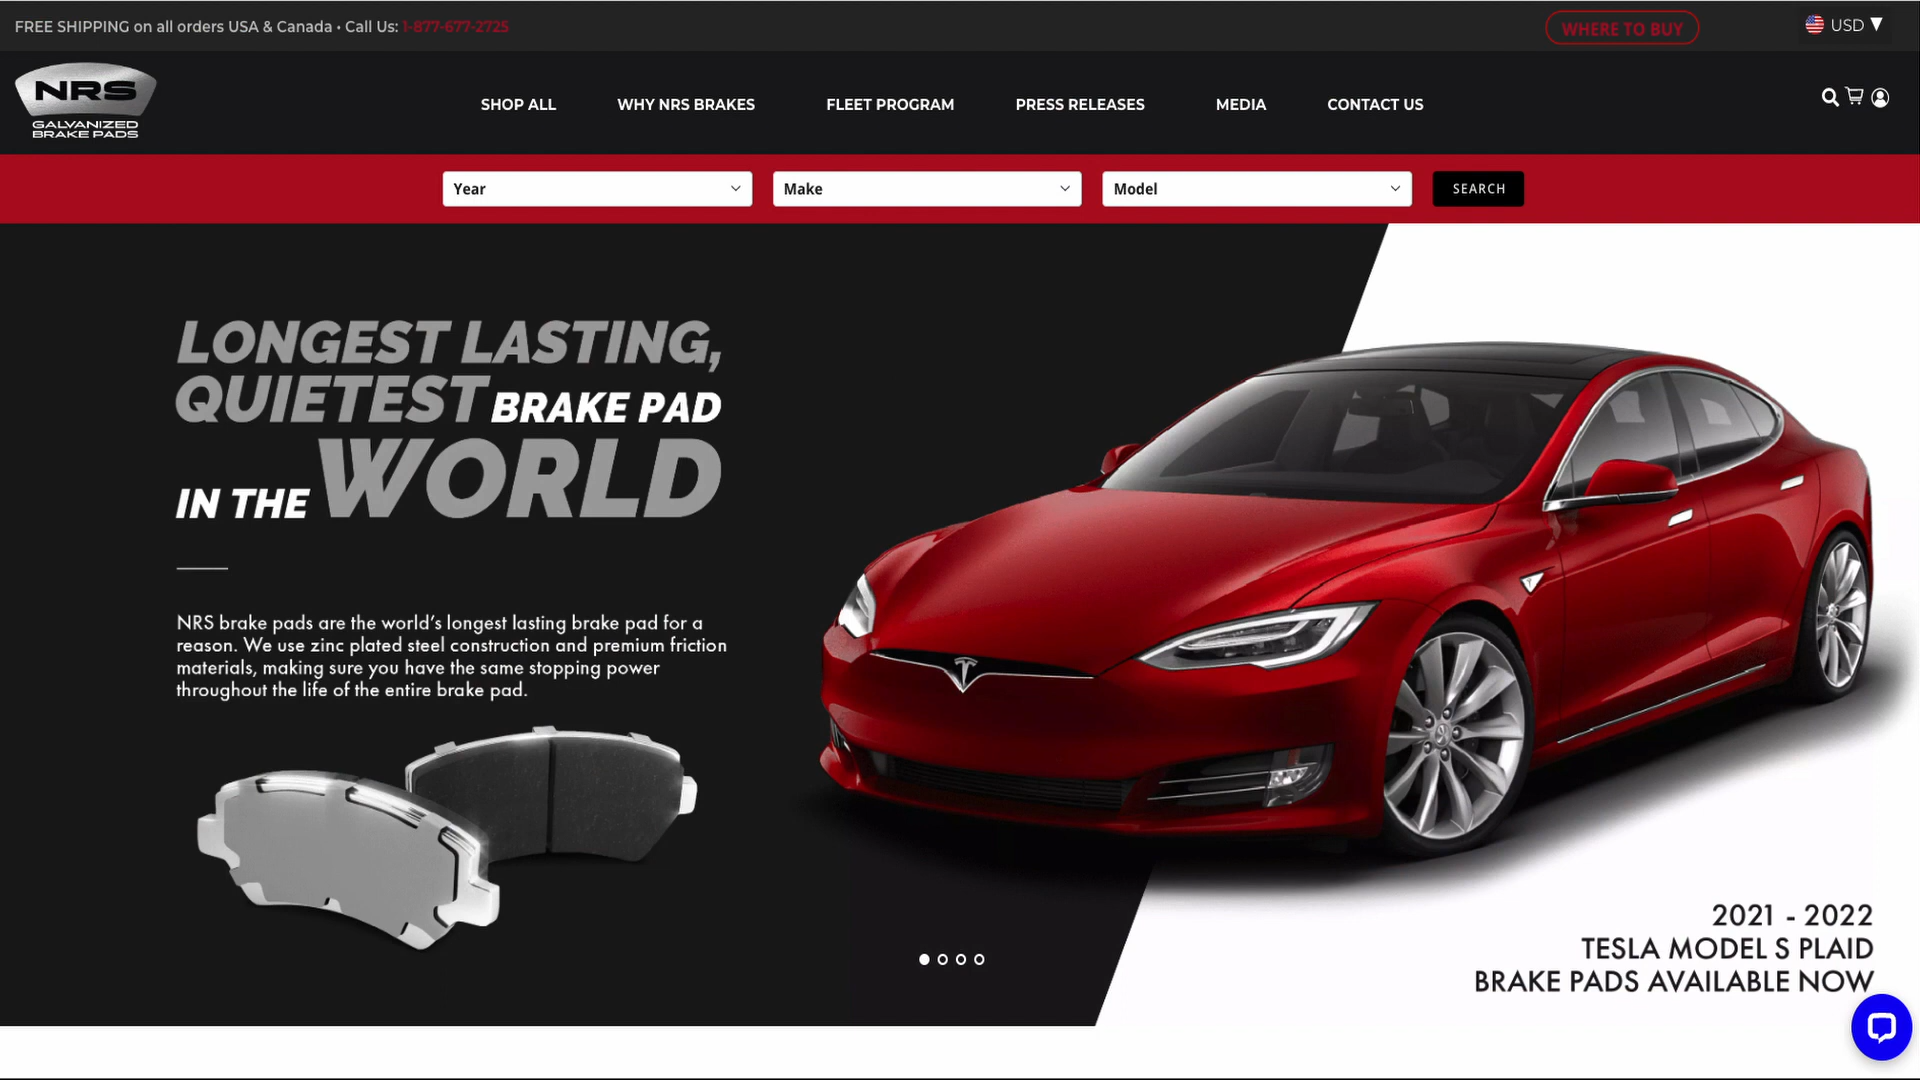 FREE SHIPPING on all orders USA & Canada • Call Us: 1-877-677-2725
WHERE TO BUY
USD ▼
NRS
GALVANIZED
BRAKE PADS
SHOP ALL
WHY NRS BRAKES
FLEET PROGRAM
PRESS RELEASES
MEDIA
CONTACT US
Year
Make
Model
SEARCH
LONGEST LASTING,
QUIETEST BRAKE PAD
IN THE WORLD
NRS brake pads are the world’s longest lasting brake pad for a
reason. We use zinc plated steel construction and premium friction
materials, making sure you have the same stopping power
throughout the life of the entire brake pad.
2021 - 2022
TESLA MODEL S PLAID
BRAKE PADS AVAILABLE NOW